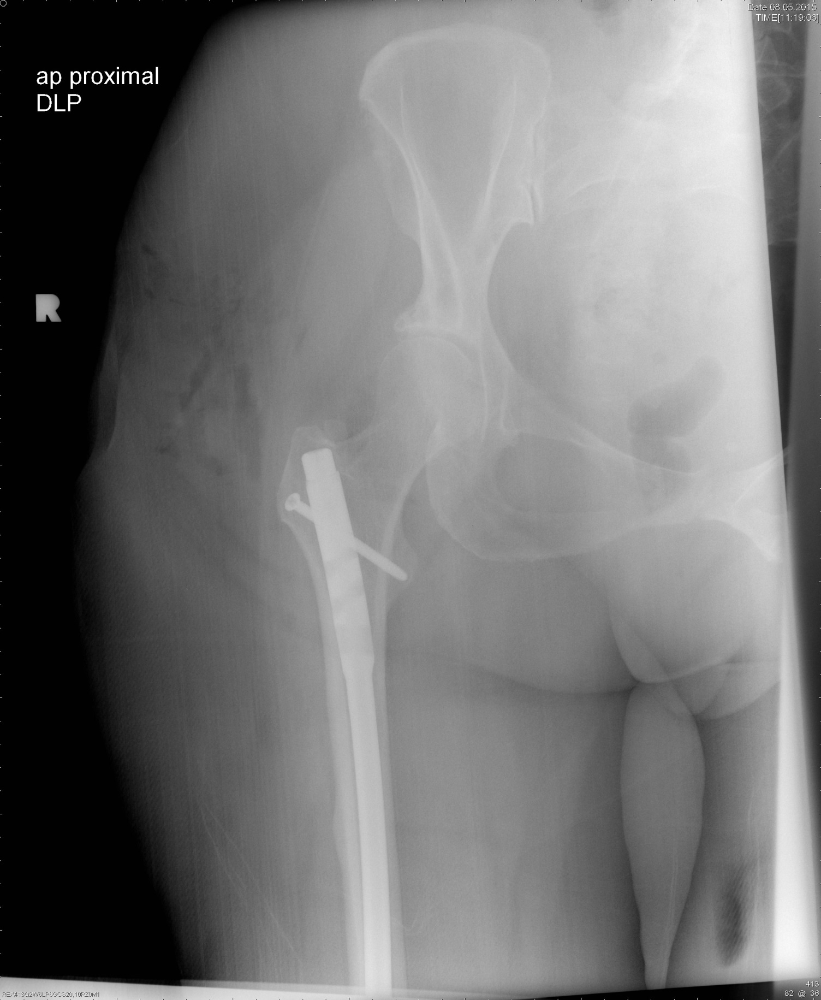 Date 08.05.2015
TIME[11:19:06]
ap proximal
DLP
R
413
82 @ 36